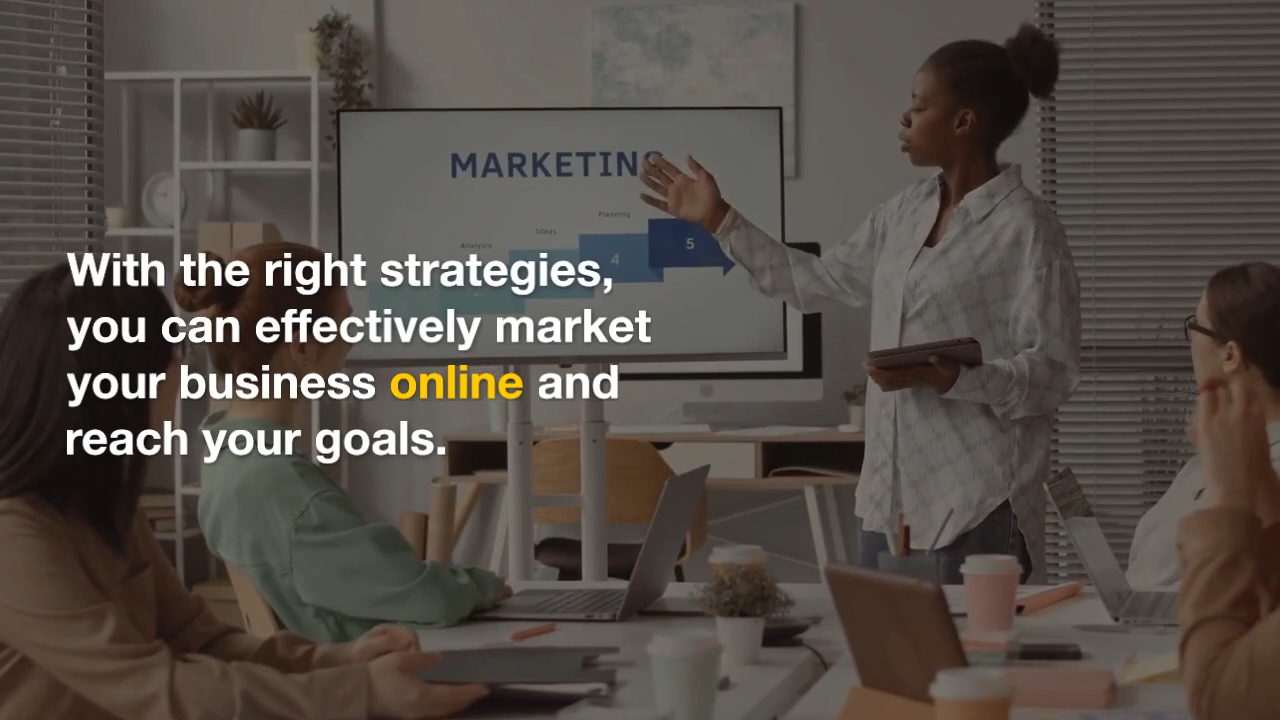 MARKETING
Planning
Ideas
Analysis
5
4
With the right strategies,
you can effectively market
your business online and
reach your goals.